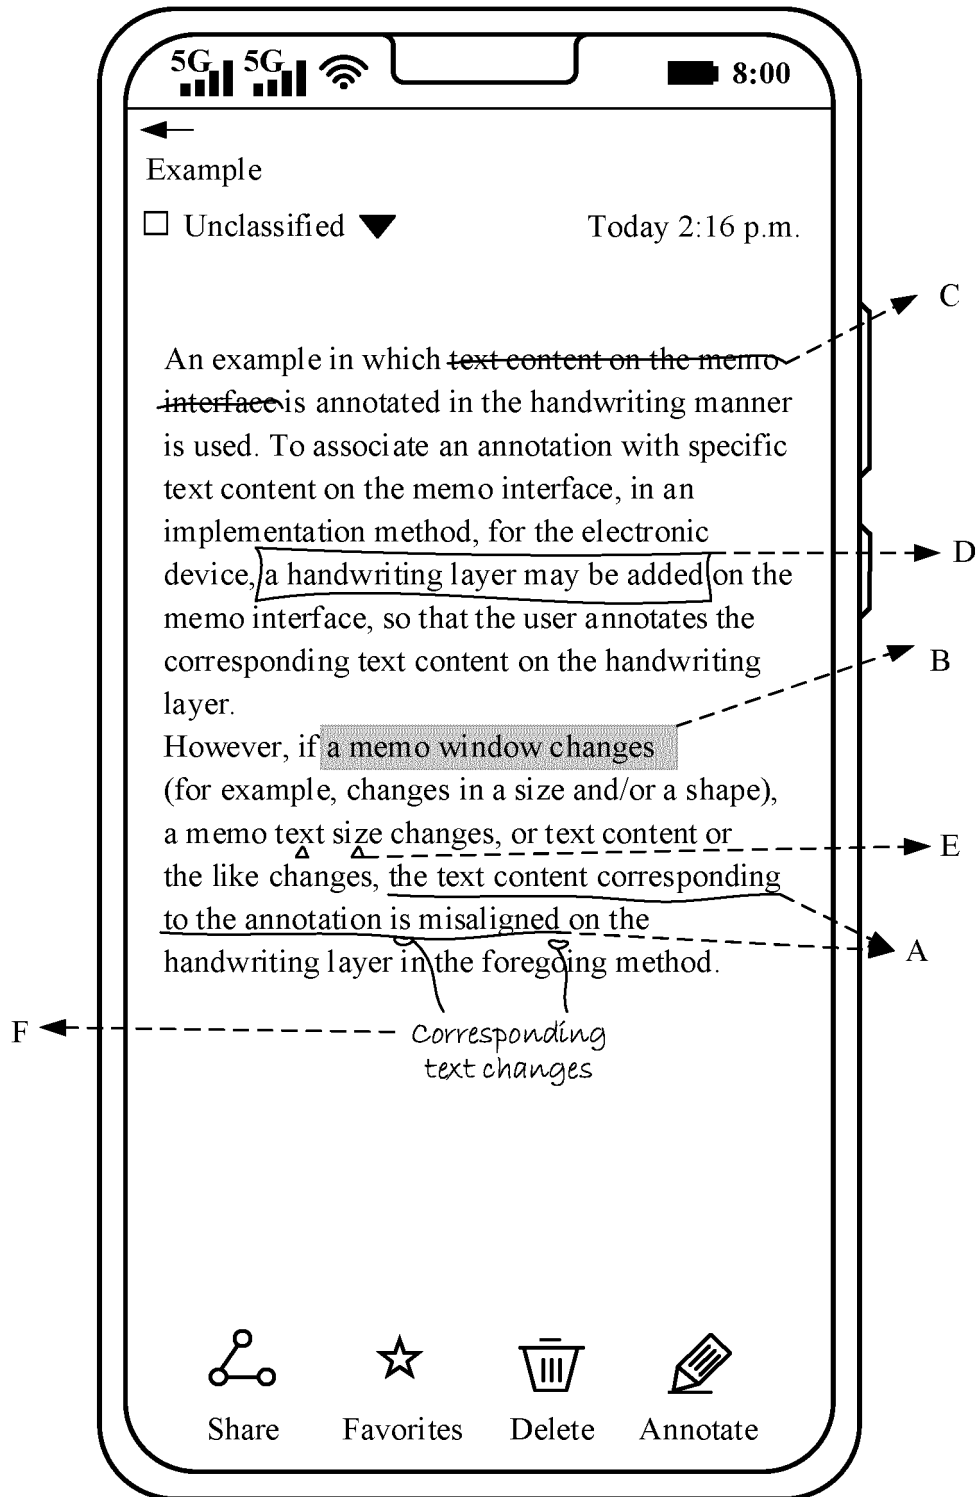 5G 5G 8:00
Example
Unclassified Today 2:16 p.m.
C
An example in which text content on the memo
interface is annotated in the handwriting manner
is used. To associate an annotation with specific
text content on the memo interface, in an
implementation method, for the electronic
D
device, a handwriting layer may be added on the
memo interface, so that the user annotates the
corresponding text content on the handwriting
B
layer.
However, if a memo window changes
(for example, changes in a size and/or a shape),
a memo text size changes, or text content or
E
the like changes, the text content corresponding
to the annotation is misaligned on the
A
handwriting layer in the foregoing method.
F
Corresponding
text changes
Share Favorites Delete Annotate